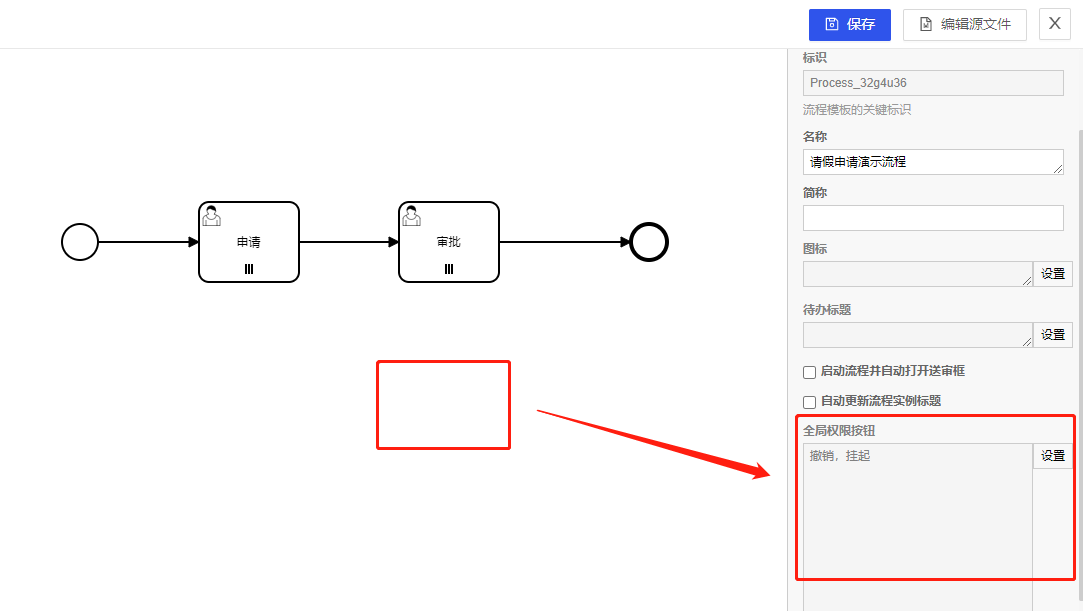 保存
编辑源文件
X
标识
Process_32g4u36
流程模板的关键标识
名称
请假申请演示流程
简称
图标
设置
待办标题
设置
启动流程并自动打开送审框
自动更新流程实例标题
全局权限按钮
撤销，挂起
设置
申请
审批